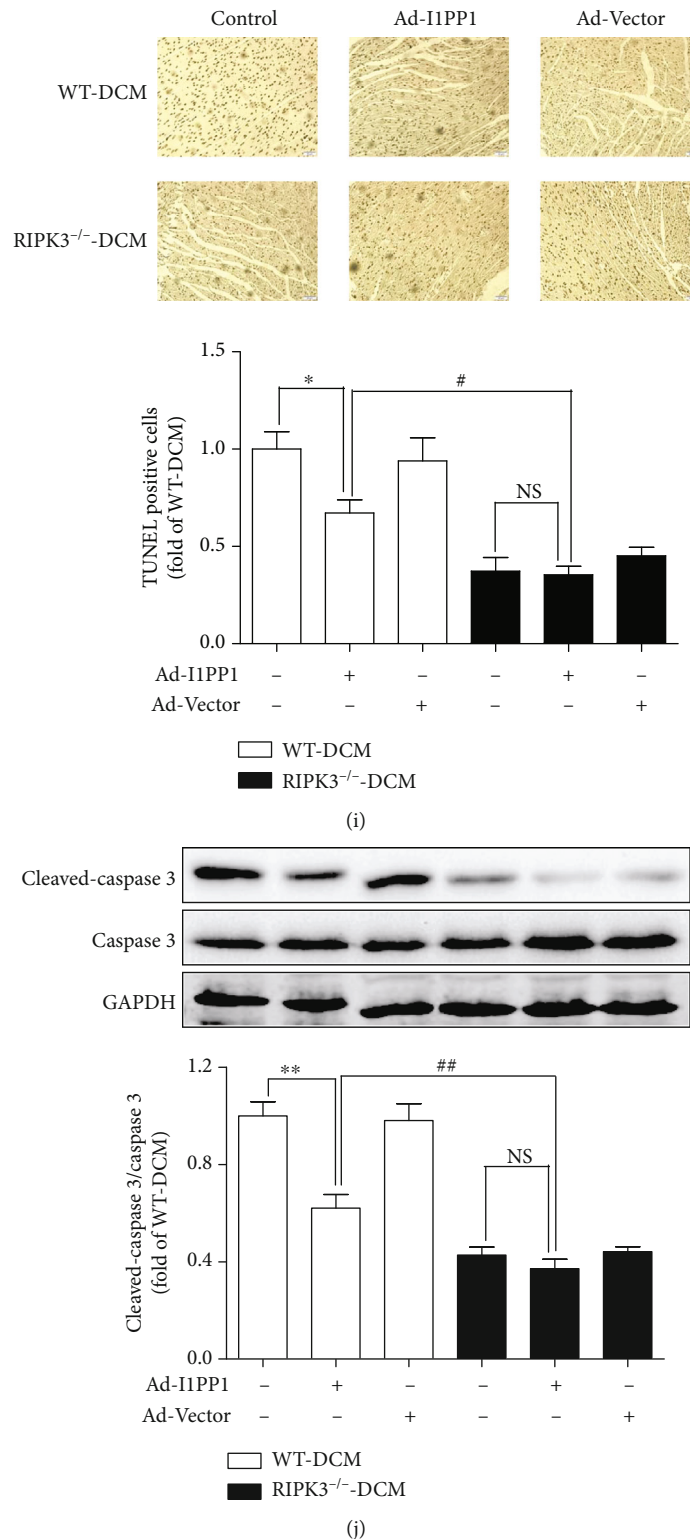 Control Ad-I1PP1 Ad-Vector
WT-DCM
RIPK3⁻/⁻-DCM
1.5
1.0
0.5
0.0
TUNEL positive cells
(fold of WT-DCM)
* #
NS
Ad-I1PP1 – + – – + –
Ad-Vector – – + – – +
WT-DCM
RIPK3⁻/⁻-DCM
(i)
Cleaved-caspase 3
Caspase 3
GAPDH
1.2
0.8
0.4
0.0
Cleaved-caspase 3/caspase 3
(fold of WT-DCM)
** ##
NS
Ad-I1PP1 – + – – + –
Ad-Vector – – + – – +
WT-DCM
RIPK3⁻/⁻-DCM
(j)